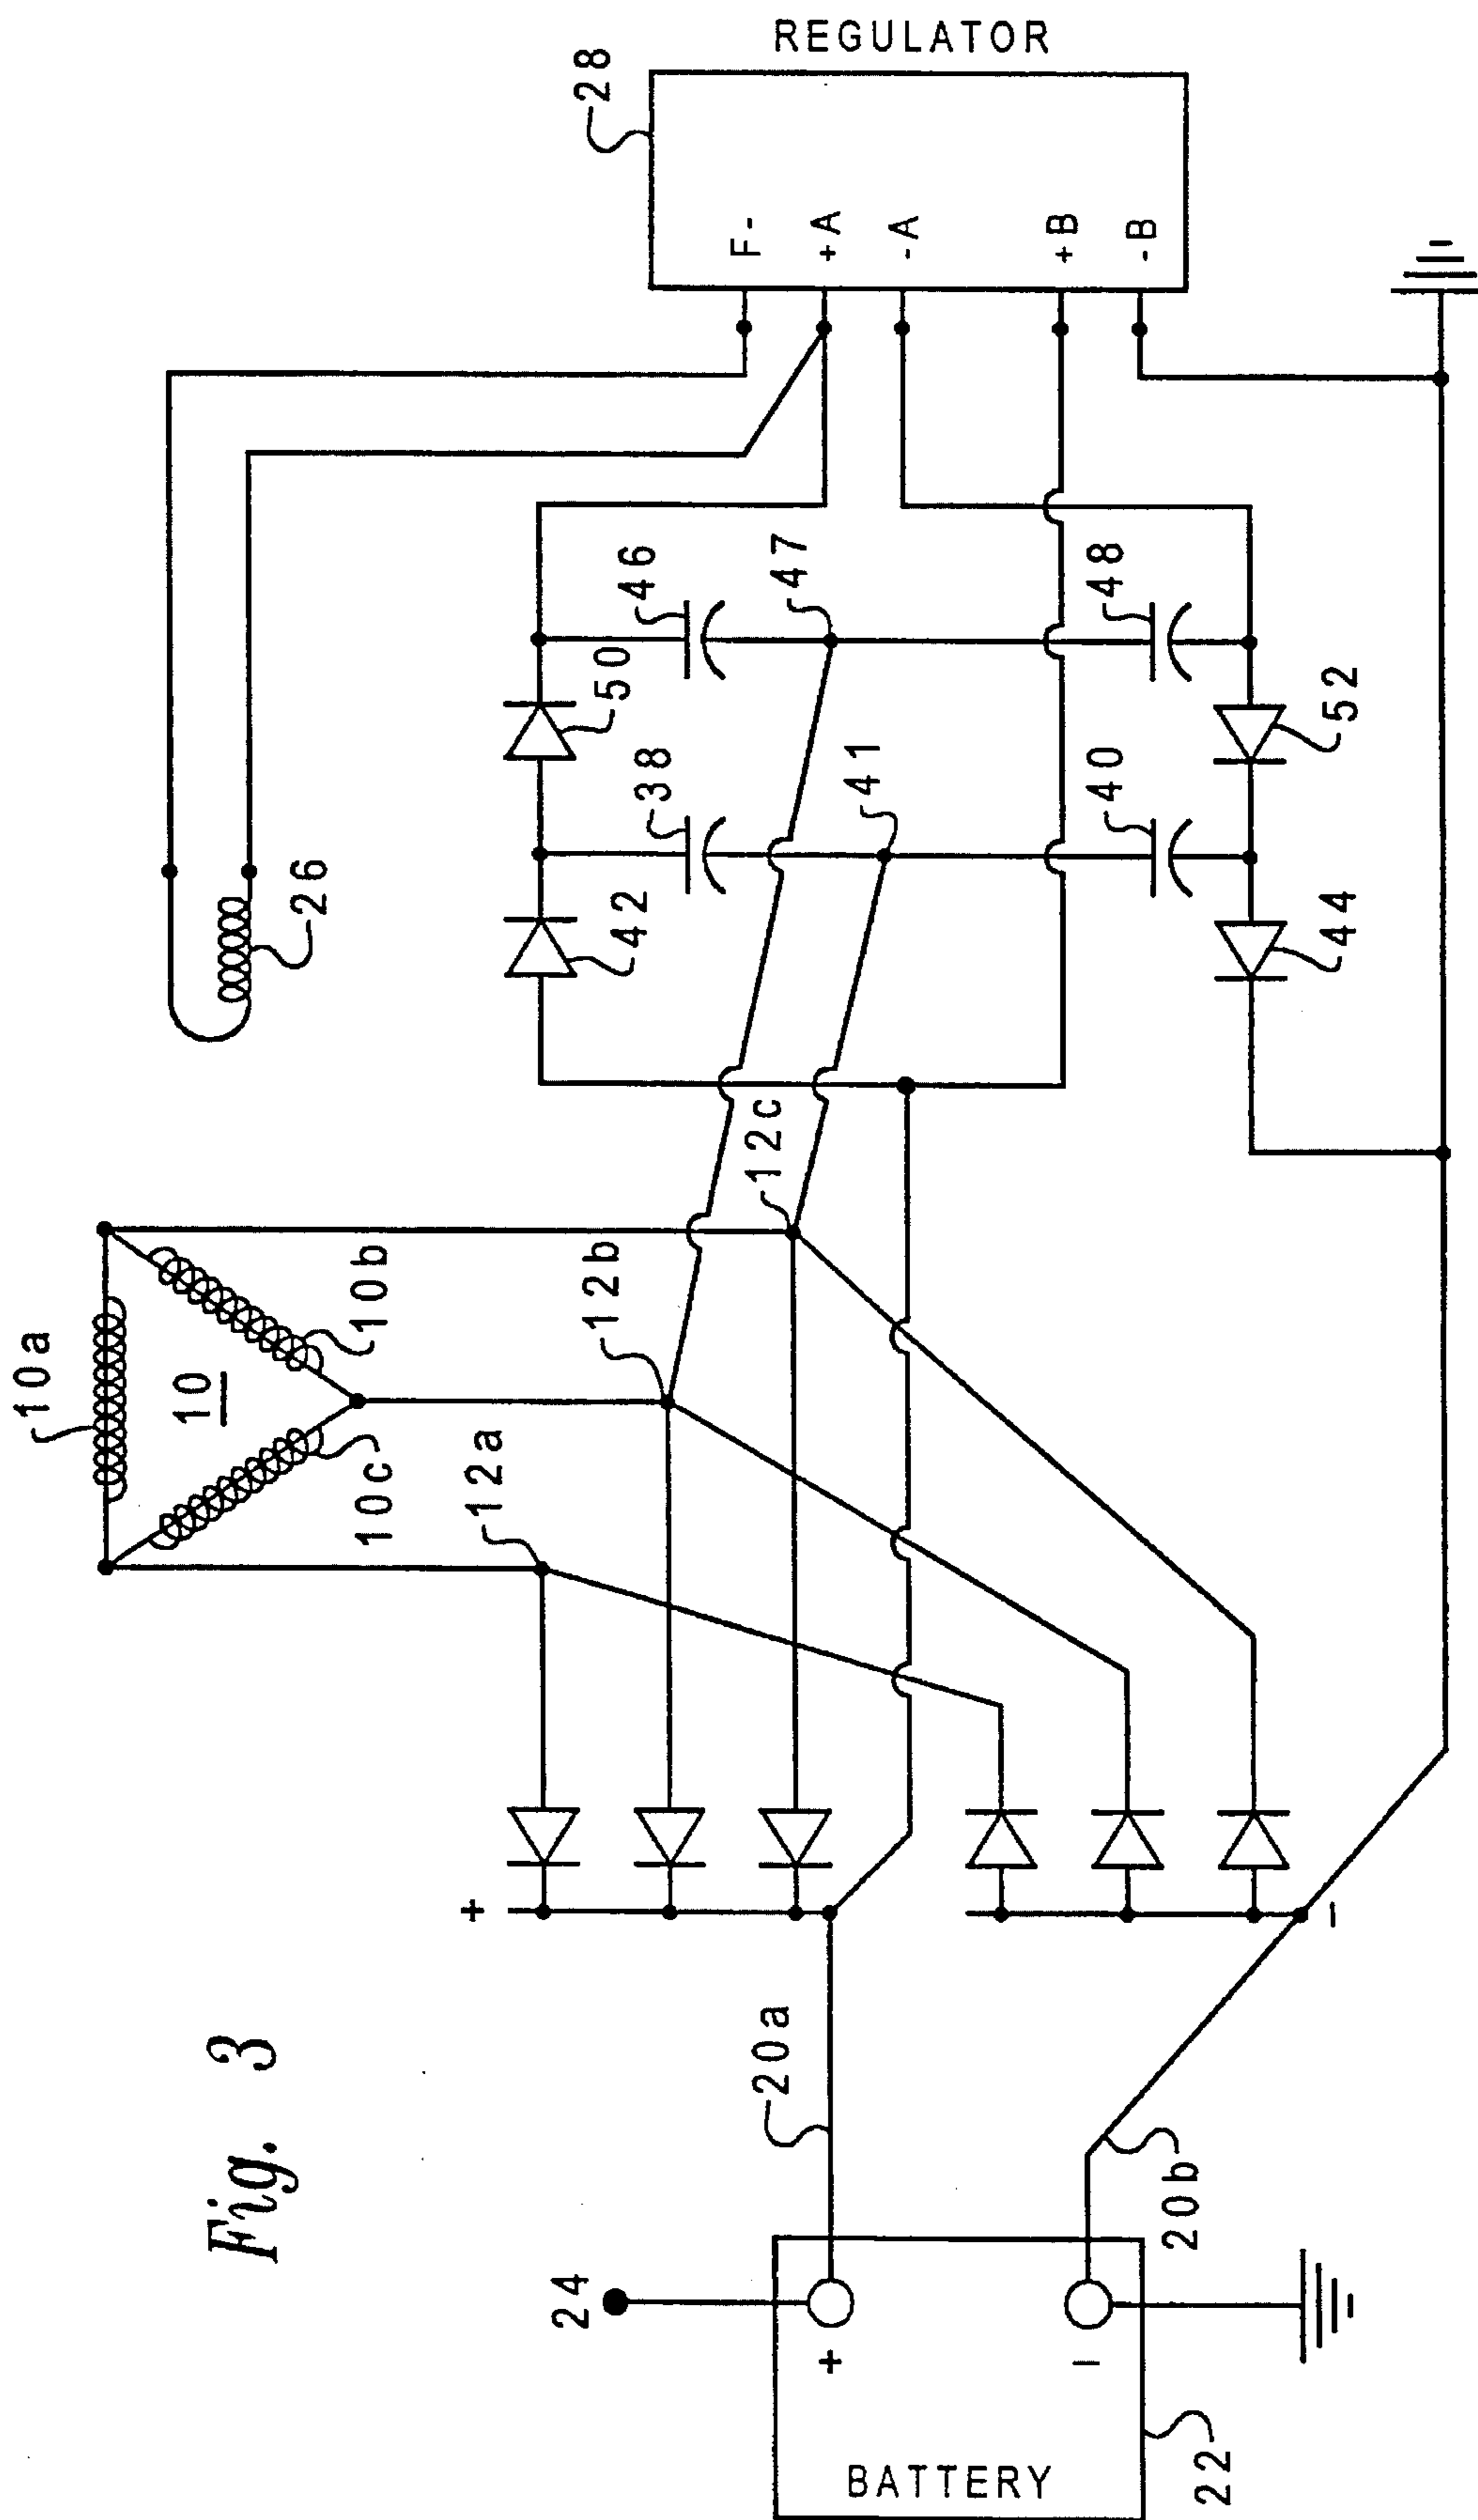 Fig. 3
REGULATOR
28
F-
+A
-A
+B
-B
46
47
48
50
52
38
41
40
42
44
26
12c
10b
12b
10a
10
10c
12a
+
-
20a
20b
24
+
-
BATTERY
22